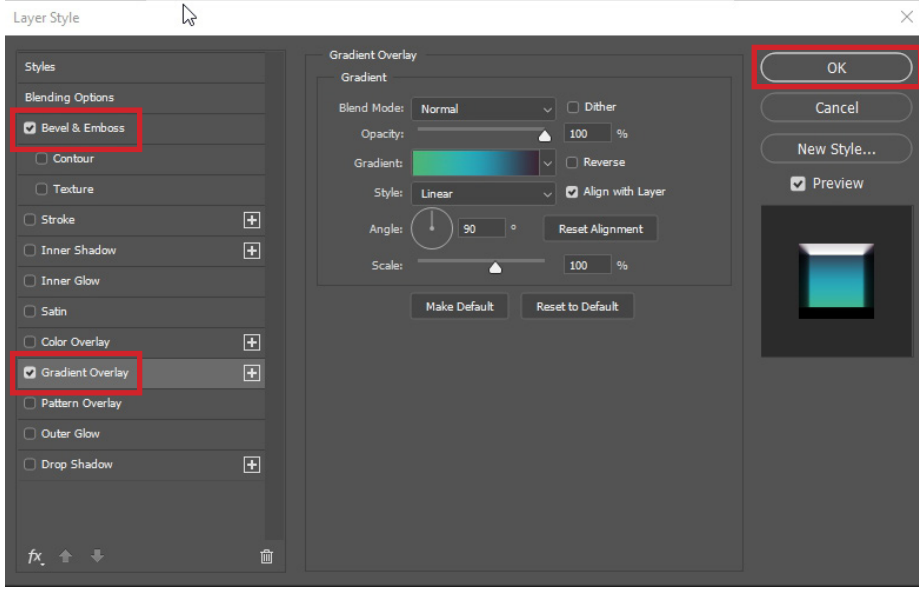 Layer Style
Styles
Blending Options
Bevel & Emboss
Contour
Texture
Stroke
Inner Shadow
Inner Glow
Satin
Color Overlay
Gradient Overlay
Pattern Overlay
Outer Glow
Drop Shadow
fx
Gradient Overlay
Gradient
Blend Mode: Normal Dither
Opacity: 100 %
Gradient: Reverse
Style: Linear Align with Layer
Angle: 90 ° Reset Alignment
Scale: 100 %
Make Default Reset to Default
OK
Cancel
New Style...
Preview